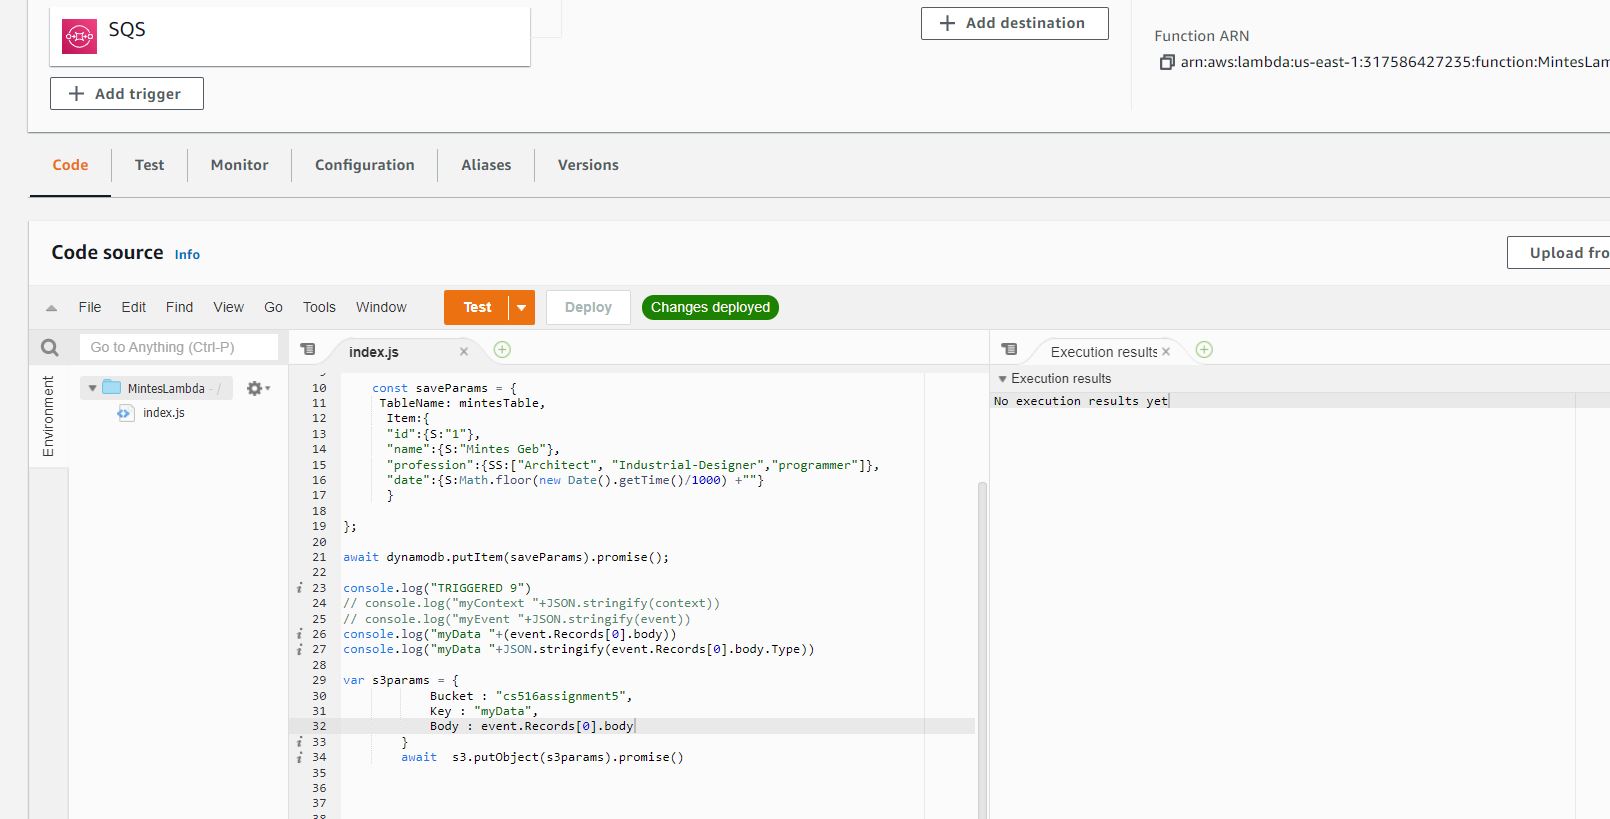 SQS
Add destination
Function ARN
arn:aws:lambda:us-east-1:317586427235:function:MintesLam
Add trigger
Code
Test
Monitor
Configuration
Aliases
Versions
Code source Info
Upload fro
File Edit Find View Go Tools Window
Test
Deploy
Changes deployed
Go to Anything (Ctrl-P)
index.js
Execution results
Environment
MintesLambda - /
index.js
Execution results
No execution results yet
10 const saveParams = {
11 TableName: mintesTable,
12 Item:{
13 "id":{S:"1"},
14 "name":{S:"Mintes Geb"},
15 "profession":{SS:["Architect", "Industrial-Designer","programmer"]},
16 "date":{S:Math.floor(new Date().getTime()/1000) +""}
17 }
18
19 };
20
21 await dynamodb.putItem(saveParams).promise();
22
23 console.log("TRIGGERED 9")
24 // console.log("myContext "+JSON.stringify(context))
25 // console.log("myEvent "+JSON.stringify(event))
26 console.log("myData "+(event.Records[0].body))
27 console.log("myData "+JSON.stringify(event.Records[0].body.Type))
28
29 var s3params = {
30 Bucket : "cs516assignment5",
31 Key : "myData",
32 Body : event.Records[0].body
33 }
34 await s3.putObject(s3params).promise()
35
36
37